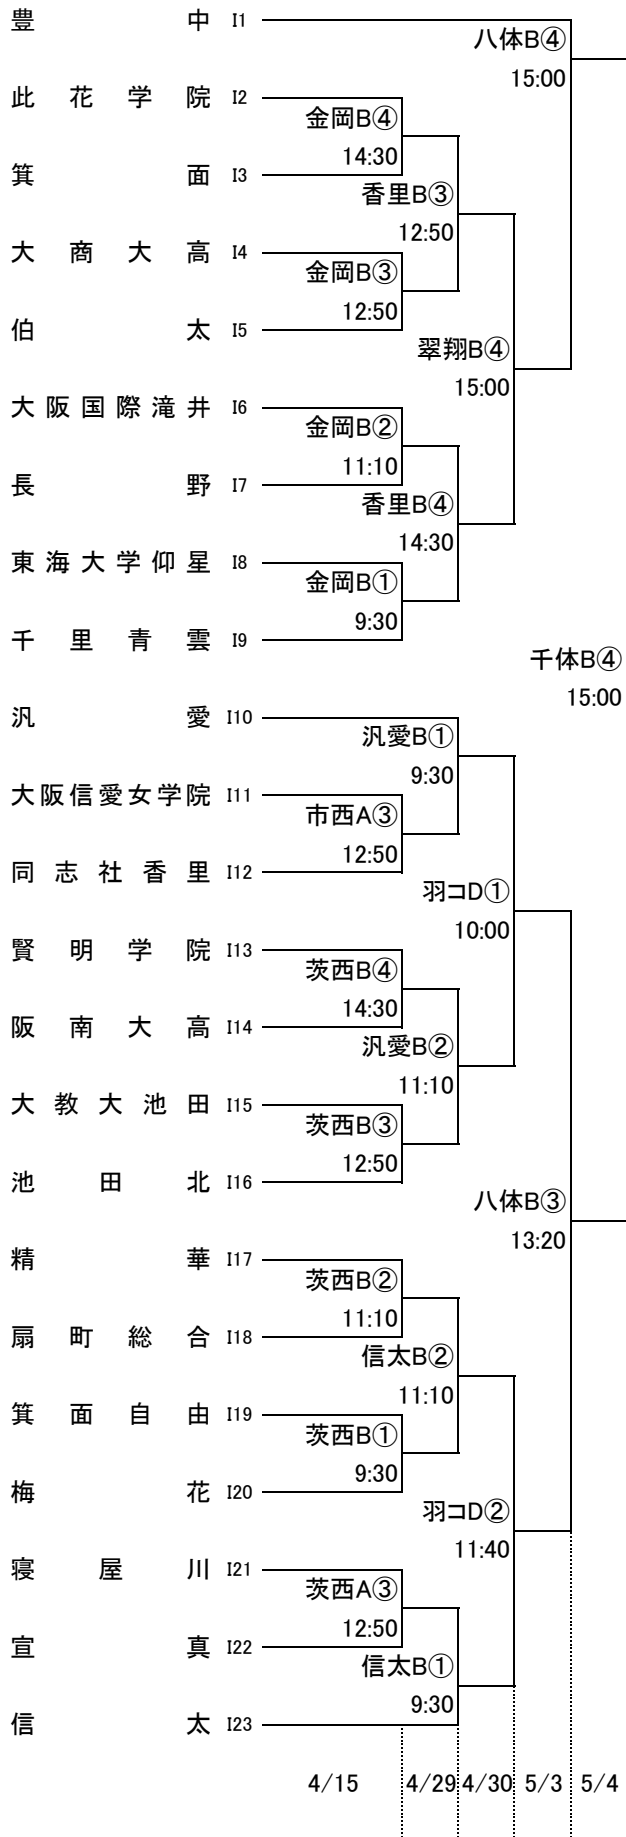 豊中 I1
八体B④
15:00
此花学院 I2
金岡B④
14:30
箕面 I3
香里B③
12:50
大商大高 I4
金岡B③
12:50
伯太 I5
翠翔B④
15:00
大阪国際滝井 I6
金岡B②
11:10
長野 I7
香里B④
14:30
東海大学仰星 I8
金岡B①
9:30
千里青雲 I9
千体B④
15:00
汎愛 I10
汎愛B①
9:30
大阪信愛女学院 I11
市西A③
12:50
同志社香里 I12
羽コD①
10:00
賢明学院 I13
茨西B④
14:30
阪南大高 I14
汎愛B②
11:10
大教大池田 I15
茨西B③
12:50
池田北 I16
八体B③
13:20
精華 I17
茨西B②
11:10
扇町総合 I18
信太B②
11:10
箕面自由 I19
茨西B①
9:30
梅花 I20
羽コD②
11:40
寝屋川 I21
茨西A③
12:50
宣真 I22
信太B①
9:30
信太 I23
4/15 4/29 4/30 5/3 5/4